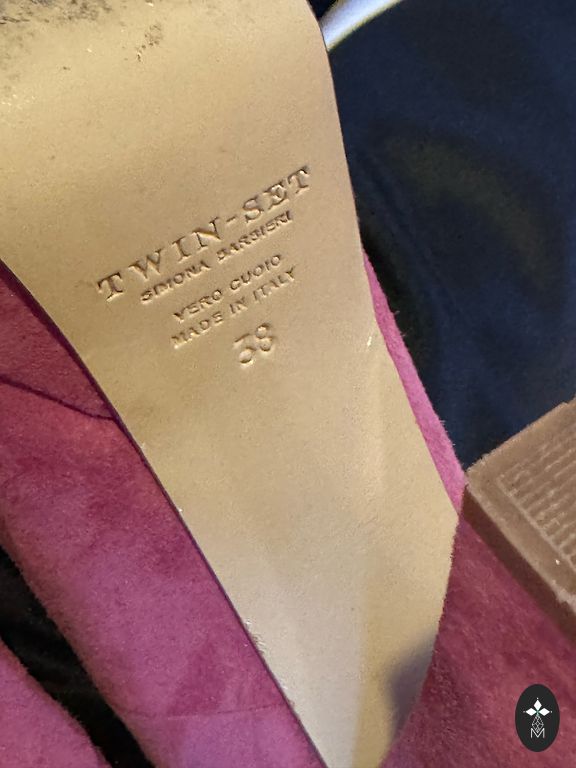 TWIN-SET
SIMONA BARBIERI
VERO CUOIO
MADE IN ITALY
38
M